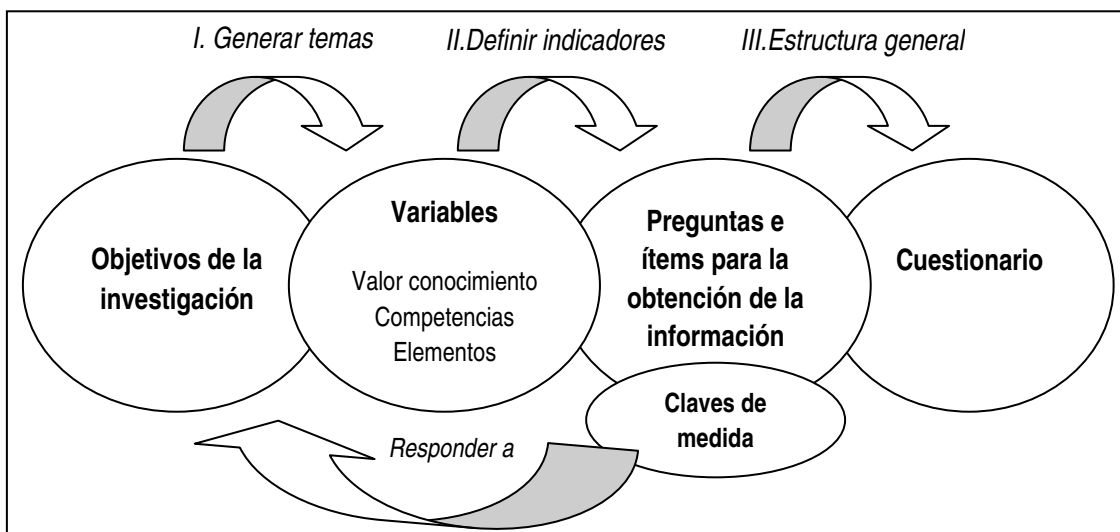 I. Generar temas
II.Definir indicadores
III.Estructura general
Objetivos de la
investigación
Variables
Valor conocimiento
Competencias
Elementos
Preguntas e
ítems para la
obtención de la
información
Cuestionario
Claves de
medida
Responder a